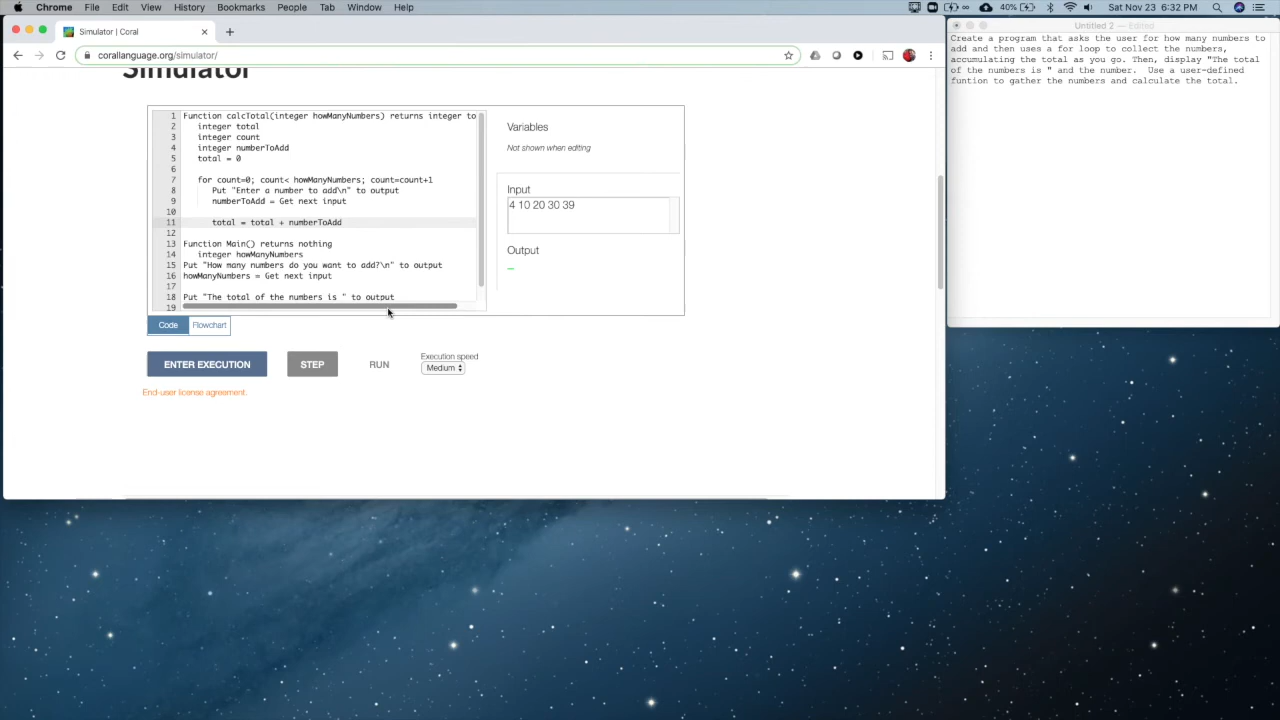 Chrome File Edit View History Bookmarks People Tab Window Help 40% Sat Nov 23 6:32 PM
Simulator | Coral
corallanguage.org/simulator/
Simulator
1 Function calcTotal(integer howManyNumbers) returns integer to
2 integer total
3 integer count
4 integer numberToAdd
5 total = 0
6
7 for count=0; count< howManyNumbers; count=count+1
8 Put "Enter a number to add\n" to output
9 numberToAdd = Get next input
10
11 total = total + numberToAdd
12
13 Function Main() returns nothing
14 integer howManyNumbers
15 Put "How many numbers do you want to add?\n" to output
16 howManyNumbers = Get next input
17
18 Put "The total of the numbers is " to output
19
Variables
Not shown when editing
Input
4 10 20 30 39
Output
Code Flowchart
ENTER EXECUTION STEP RUN
Execution speed
Medium
End-user license agreement.
Untitled 2 — Edited
Create a program that asks the user for how many numbers to
add and then uses a for loop to collect the numbers,
accumulating the total as you go. Then, display "The total
of the numbers is " and the number. Use a user-defined
funtion to gather the numbers and calculate the total.